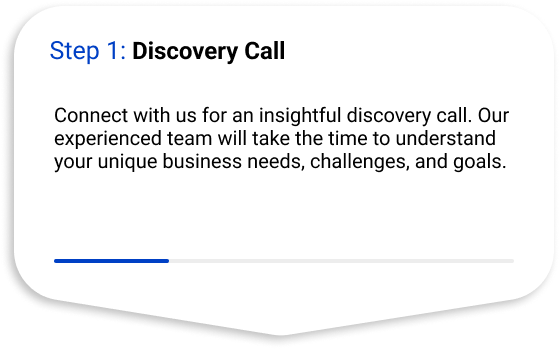 Step 1: Discovery Call
Connect with us for an insightful discovery call. Our
experienced team will take the time to understand
your unique business needs, challenges, and goals.